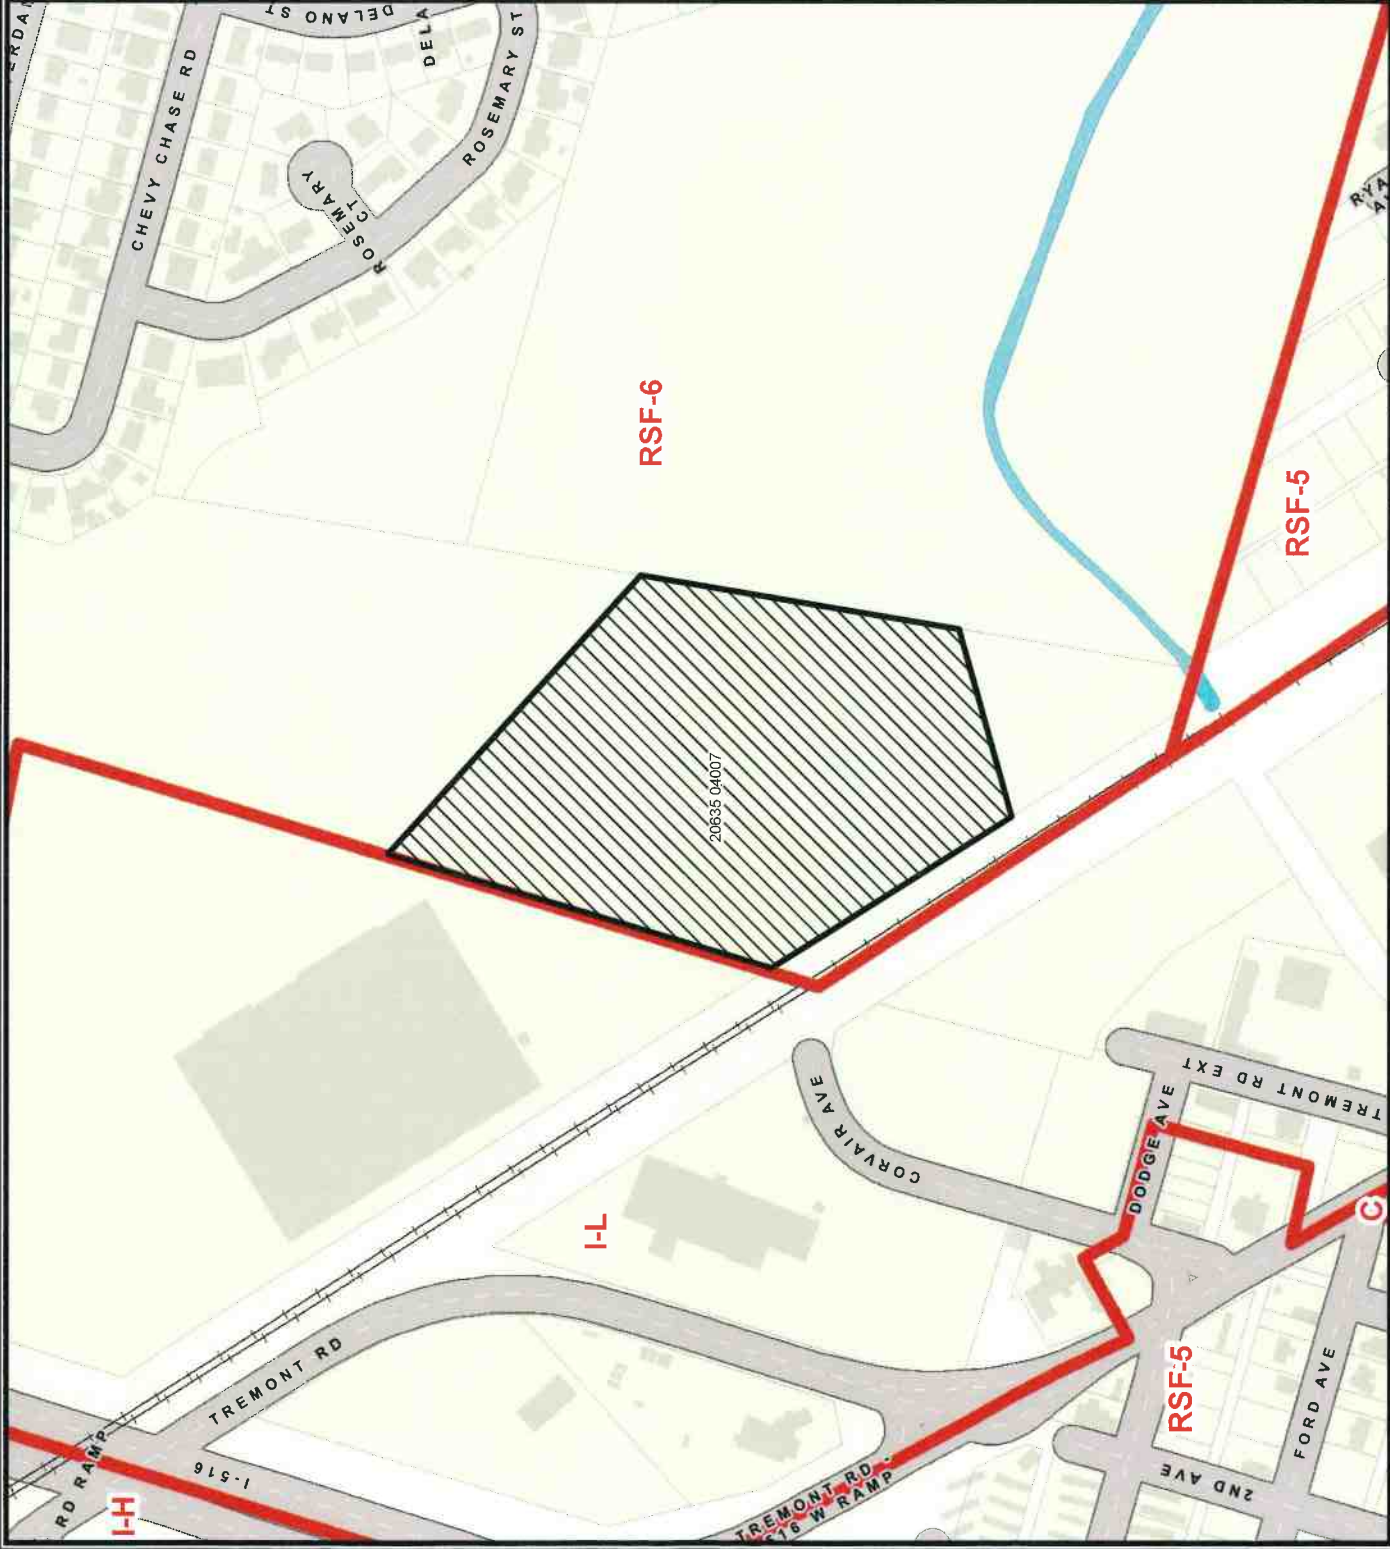 DELANO ST
DELA
CHEVY CHASE RD
ROSEMARY ST
ROSEMARY
CT
RSF-6
RSF-5
20635 04007
I-L
CORVAIR AVE
DODGE AVE
TREMONT RD EXT
TREMONT RD
RD RAMP
I-516
I-H
TREMONT RD -
W RAMP
RSF-5
FORD AVE
2ND AVE
C